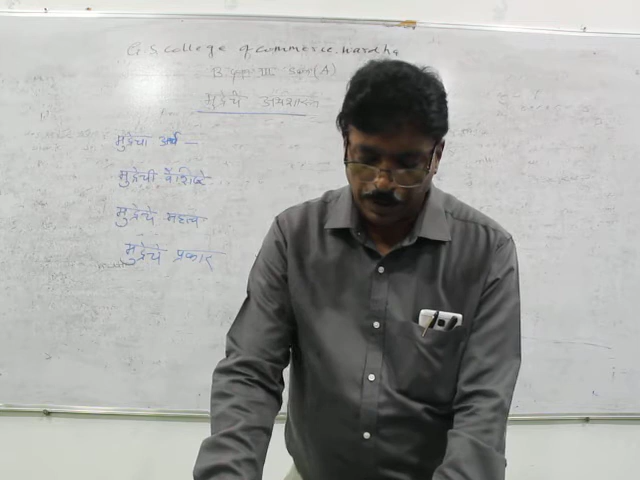 G.S college of commerce. wardha
B.com III Sem (A)
मुद्रेचे अर्थशास्त्र
मुद्रेचा अर्थ —
मुद्रेची वैशिष्टे
मुद्रेचे महत्व
मुद्रेचे प्रकार